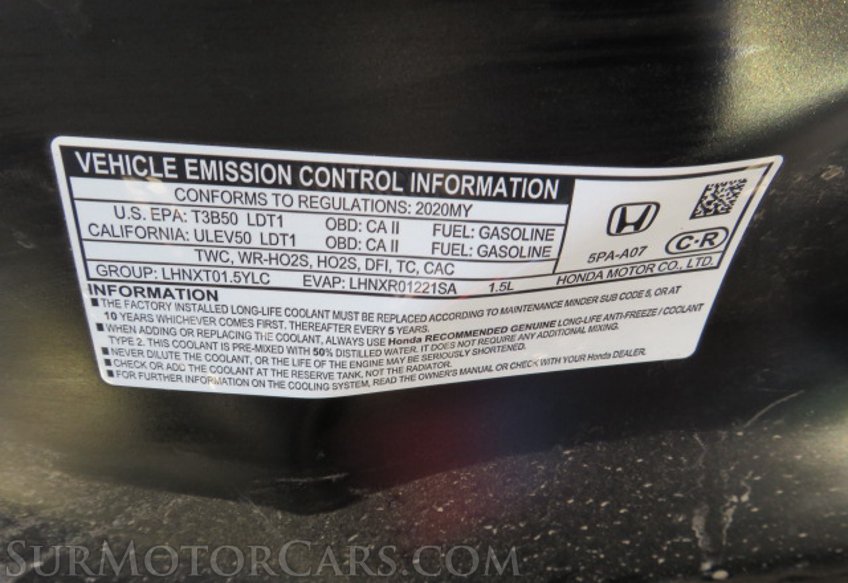 VEHICLE EMISSION CONTROL INFORMATION
CONFORMS TO REGULATIONS: 2020MY
U.S. EPA: T3B50 LDT1 OBD: CA II FUEL: GASOLINE
CALIFORNIA: ULEV50 LDT1 OBD: CA II FUEL: GASOLINE
TWC, WR-HO2S, HO2S, DFI, TC, CAC
GROUP: LHNXT01.5YLC EVAP: LHNXR01221SA 1.5L
5PA-A07
C-R
HONDA MOTOR CO., LTD.
INFORMATION
■ THE FACTORY INSTALLED LONG-LIFE COOLANT MUST BE REPLACED ACCORDING TO MAINTENANCE MINDER SUB CODE 5, OR AT
10 YEARS WHICHEVER COMES FIRST. THEREAFTER EVERY 5 YEARS.
■ WHEN ADDING OR REPLACING THE COOLANT, ALWAYS USE Honda RECOMMENDED GENUINE LONG-LIFE ANTI-FREEZE / COOLANT
TYPE 2. THIS COOLANT IS PRE-MIXED WITH 50% DISTILLED WATER. IT DOES NOT REQUIRE ANY ADDITIONAL MIXING.
■ NEVER DILUTE THE COOLANT, OR THE LIFE OF THE ENGINE MAY BE SERIOUSLY SHORTENED.
■ CHECK OR ADD THE COOLANT AT THE RESERVE TANK, NOT THE RADIATOR.
■ FOR FURTHER INFORMATION ON THE COOLING SYSTEM, READ THE OWNER'S MANUAL OR CHECK WITH YOUR Honda DEALER.
SURMOTORCARS.COM